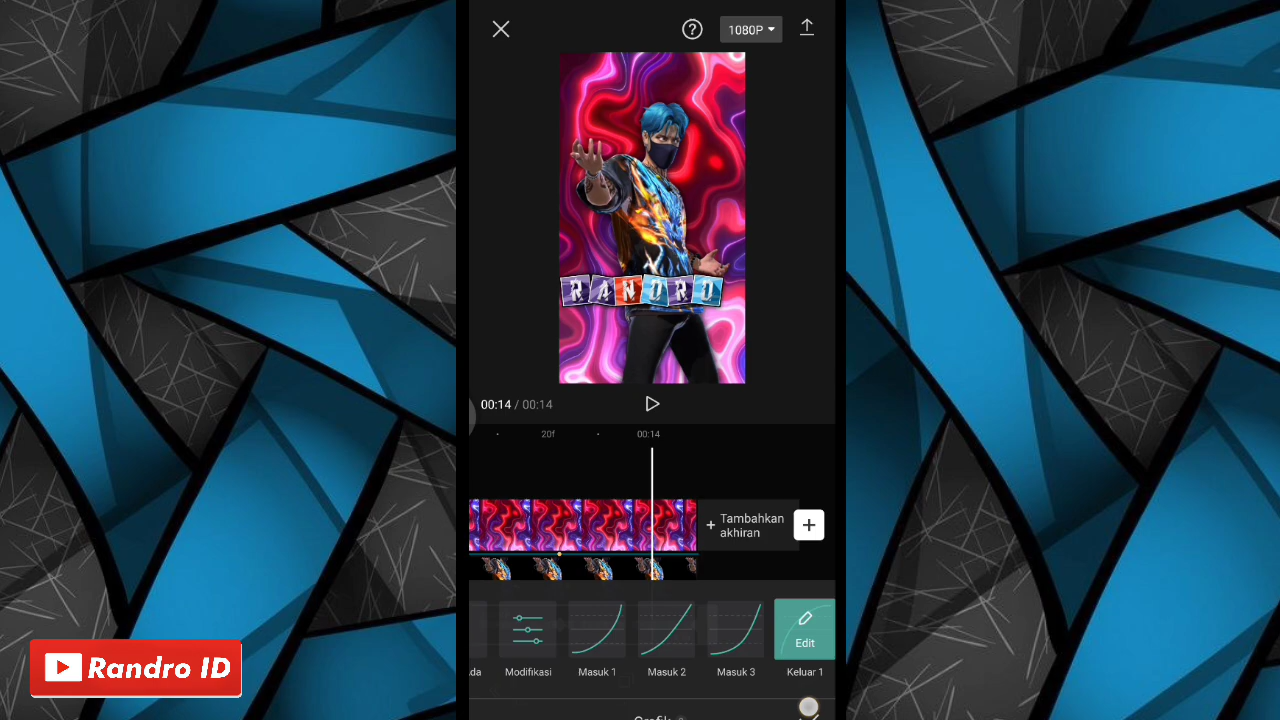 1080P
RANDRO
00:14 / 00:14
20f
00:14
+ Tambahkan
akhiran
Edit
Modifikasi
Masuk 1
Masuk 2
Masuk 3
Keluar 1
Randro ID